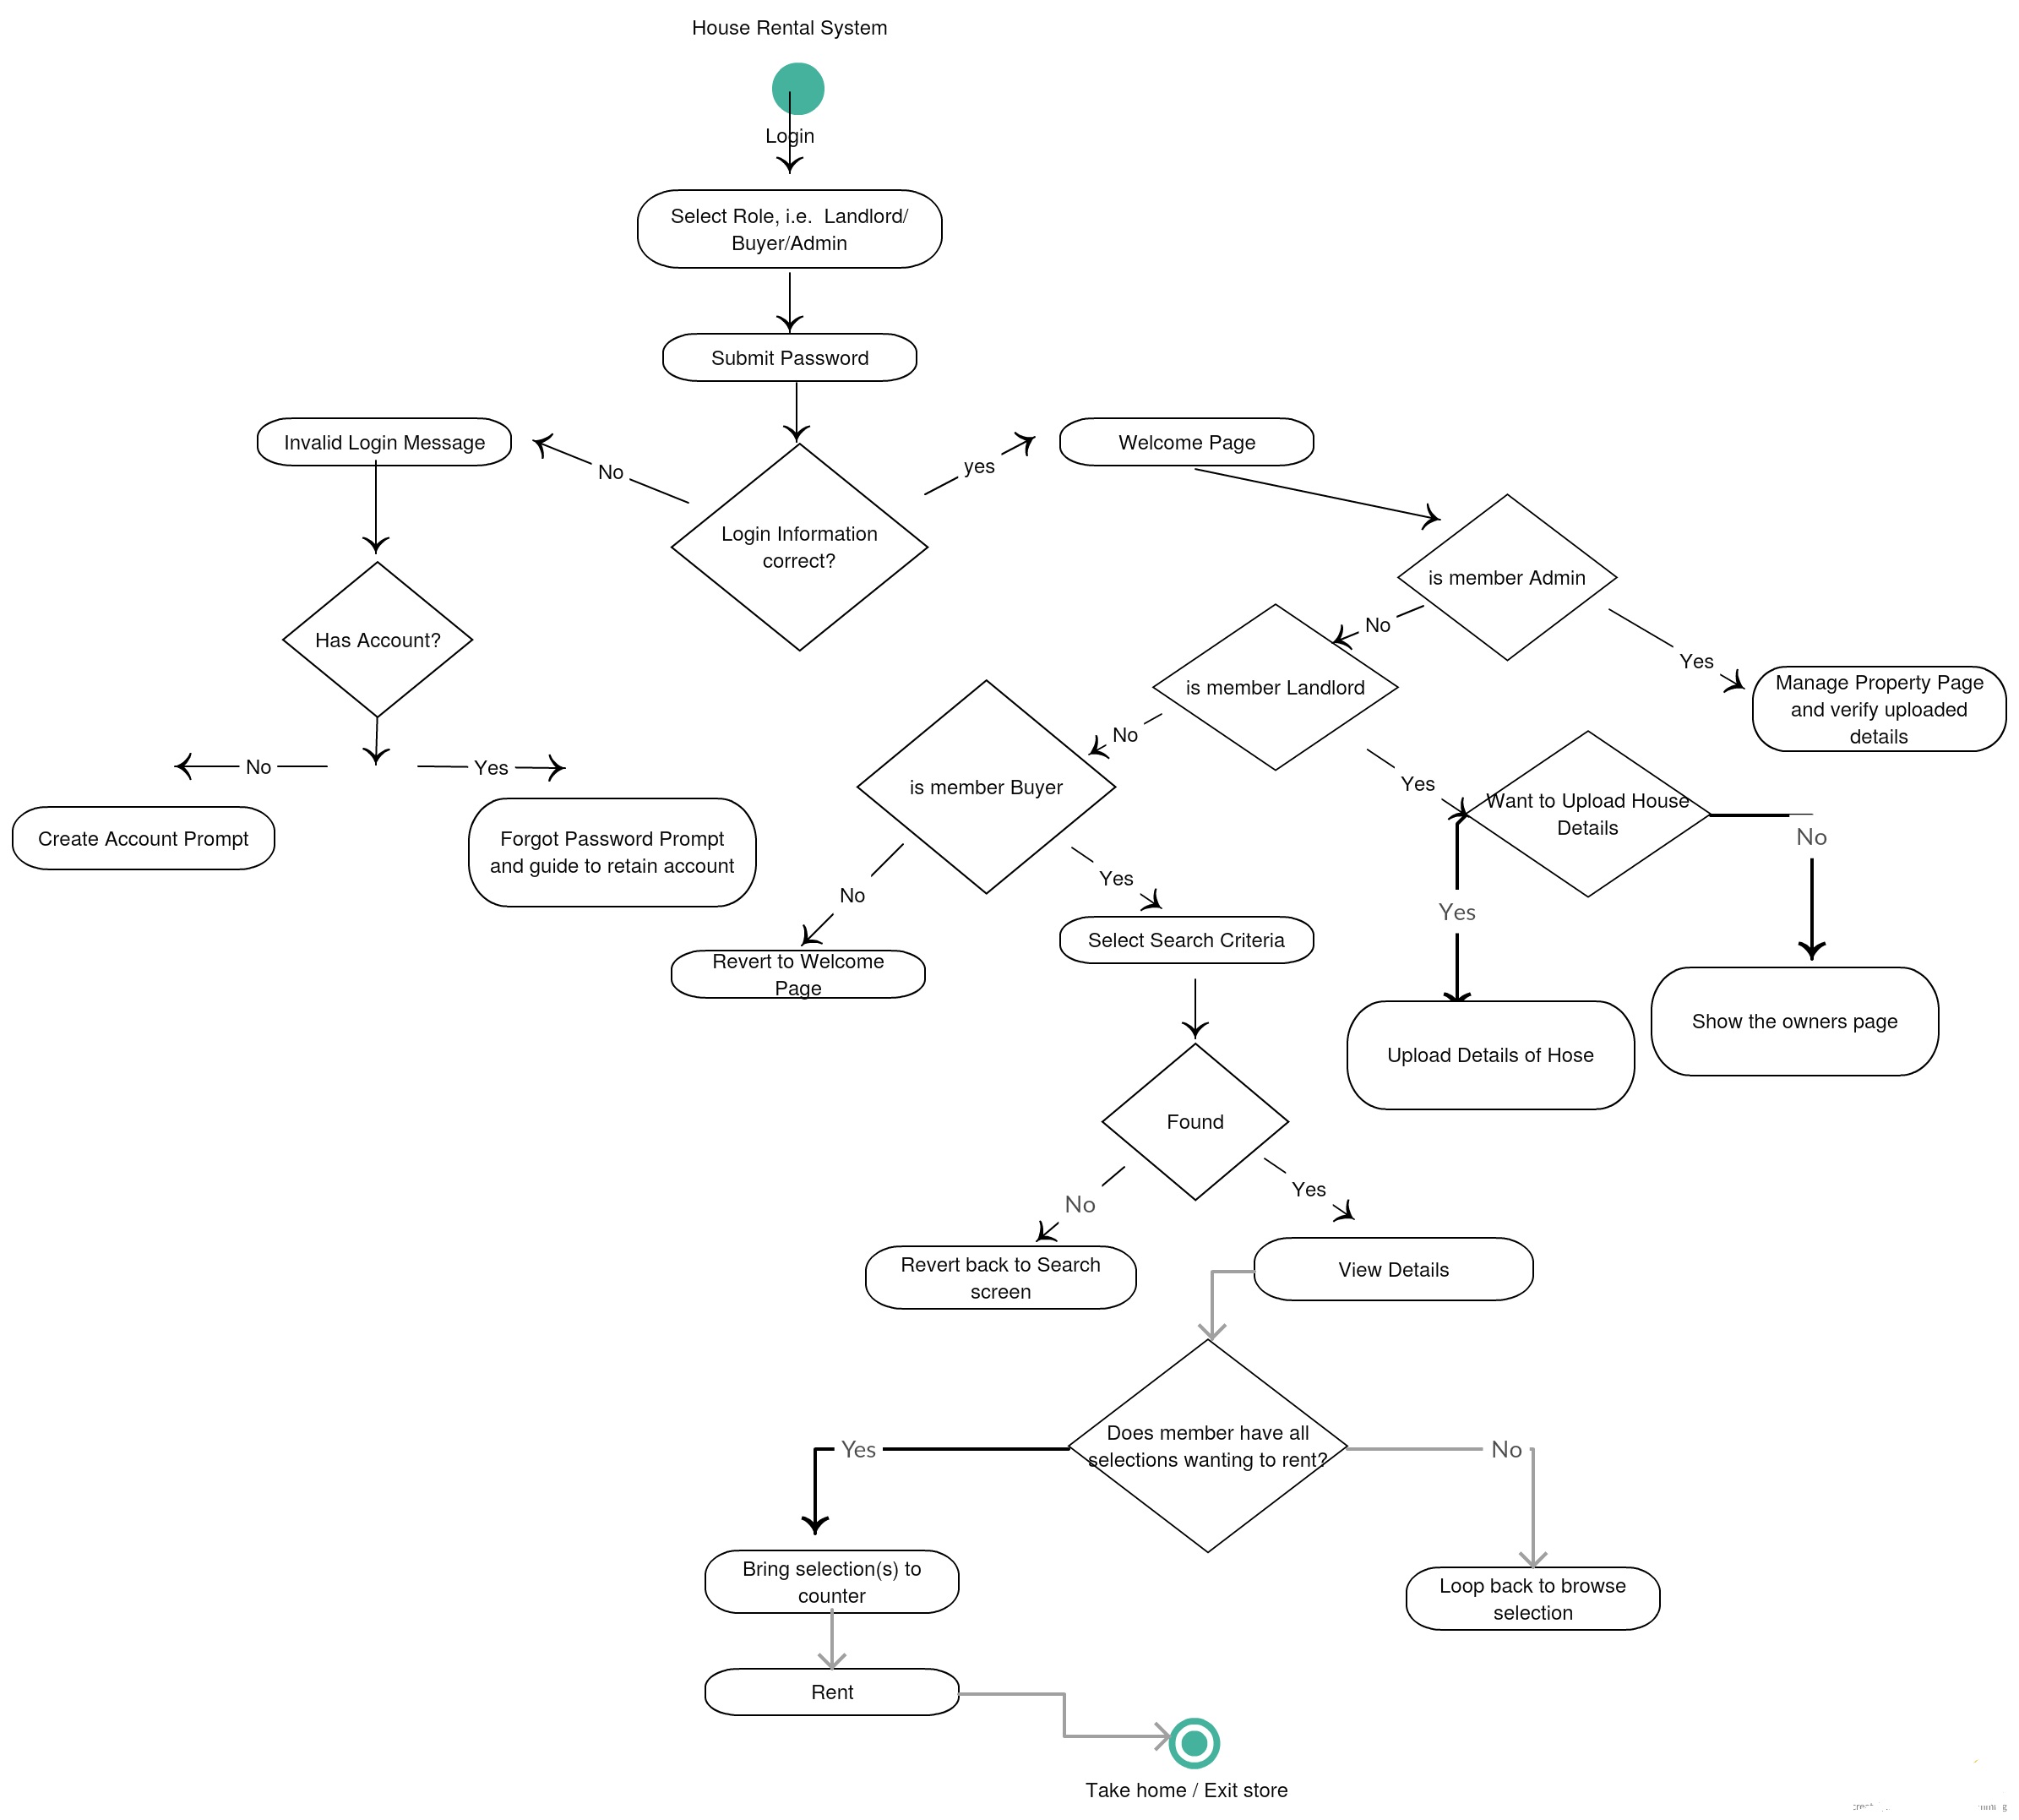 House Rental System
Login
Select Role, i.e.  Landlord/
Buyer/Admin
Submit Password
Invalid Login Message
No
yes
Welcome Page
Login Information
correct?
is member Admin
Has Account?
No
Yes
is member Landlord
Manage Property Page
and verify uploaded
details
No
Yes
is member Buyer
Want to Upload House
Details
No
No
Yes
Create Account Prompt
Forgot Password Prompt
and guide to retain account
No
Yes
Yes
Select Search Criteria
Revert to Welcome
Page
Show the owners page
Upload Details of Hose
Found
No
Yes
Revert back to Search
screen
View Details
Does member have all
selections wanting to rent?
Yes
No
Bring selection(s) to
counter
Loop back to browse
selection
Rent
Take home / Exit store